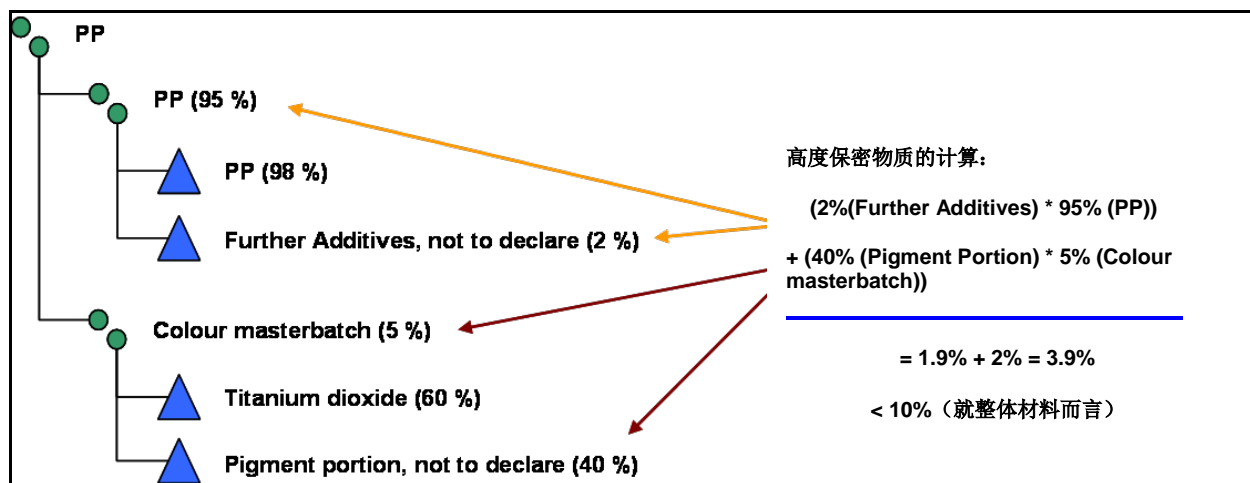 PP
PP (95 %)
PP (98 %)
Further Additives, not to declare (2 %)
Colour masterbatch (5 %)
Titanium dioxide (60 %)
Pigment portion, not to declare (40 %)
高度保密物质的计算：
(2%(Further Additives) * 95% (PP))
+ (40% (Pigment Portion) * 5% (Colour
masterbatch))
= 1.9% + 2% = 3.9%
< 10%（就整体材料而言）